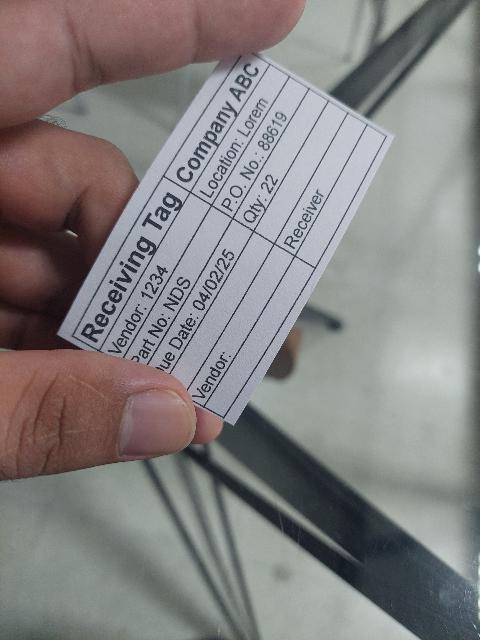 Receiving Tag Company ABC
Vendor: 1234 Location: Lorem
Part No: NDS P.O. No.: 88619
Due Date: 04/02/25 Qty: 22
Vendor: Receiver